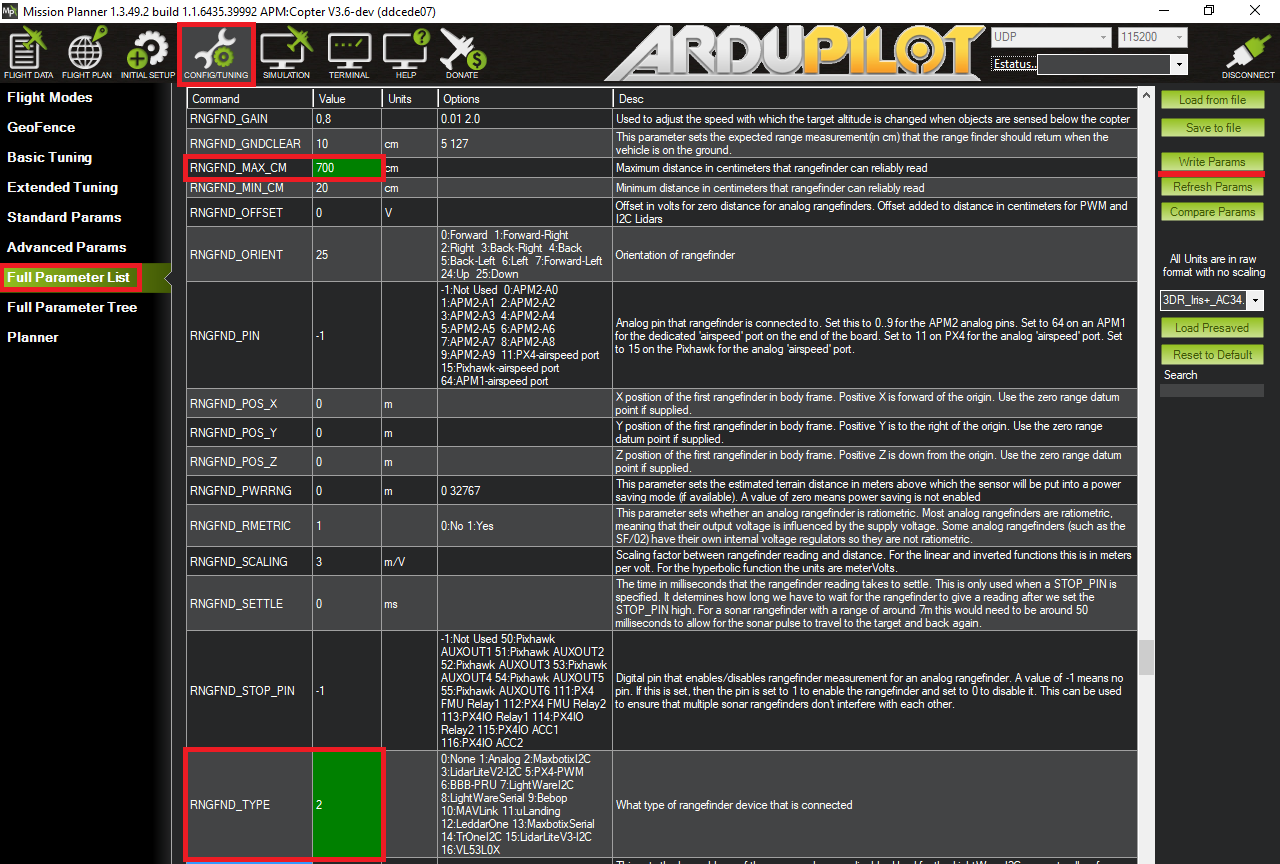 Mission Planner 1.3.49.2 build 1.1.6435.39992 APM:Copter V3.6-dev (ddcede07)
FLIGHT DATA FLIGHT PLAN INITIAL SETUP CONFIG/TUNING SIMULATION TERMINAL HELP DONATE
ARDUPILOT
UDP 115200
Estatus..
DISCONNECT
Flight Modes
GeoFence
Basic Tuning
Extended Tuning
Standard Params
Advanced Params
Full Parameter List
Full Parameter Tree
Planner
Command Value Units Options Desc
RNGFND_GAIN 0,8 0.01 2.0 Used to adjust the speed with which the target altitude is changed when objects are sensed below the copter
RNGFND_GNDCLEAR 10 cm 5 127
This parameter sets the expected range measurement(in cm) that the range finder should return when the
vehicle is on the ground.
RNGFND_MAX_CM 700 cm Maximum distance in centimeters that rangefinder can reliably read
RNGFND_MIN_CM 20 cm Minimum distance in centimeters that rangefinder can reliably read
RNGFND_OFFSET 0 V
Offset in volts for zero distance for analog rangefinders. Offset added to distance in centimeters for PWM and
I2C Lidars
RNGFND_ORIENT 25
0:Forward 1:Forward-Right
2:Right 3:Back-Right 4:Back
5:Back-Left 6:Left 7:Forward-Left
24:Up 25:Down
Orientation of rangefinder
RNGFND_PIN -1
-1:Not Used 0:APM2-A0
1:APM2-A1 2:APM2-A2
3:APM2-A3 4:APM2-A4
5:APM2-A5 6:APM2-A6
7:APM2-A7 8:APM2-A8
9:APM2-A9 11:PX4-airspeed port
15:Pixhawk-airspeed port
64:APM1-airspeed port
Analog pin that rangefinder is connected to. Set this to 0..9 for the APM2 analog pins. Set to 64 on an APM1
for the dedicated 'airspeed' port on the end of the board. Set to 11 on PX4 for the analog 'airspeed' port. Set
to 15 on the Pixhawk for the analog 'airspeed' port.
RNGFND_POS_X 0 m
X position of the first rangefinder in body frame. Positive X is forward of the origin. Use the zero range datum
point if supplied.
RNGFND_POS_Y 0 m
Y position of the first rangefinder in body frame. Positive Y is to the right of the origin. Use the zero range
datum point if supplied.
RNGFND_POS_Z 0 m
Z position of the first rangefinder in body frame. Positive Z is down from the origin. Use the zero range datum
point if supplied.
RNGFND_PWRRNG 0 m 0 32767
This parameter sets the estimated terrain distance in meters above which the sensor will be put into a power
saving mode (if available). A value of zero means power saving is not enabled
RNGFND_RMETRIC 1 0:No 1:Yes
This parameter sets whether an analog rangefinder is ratiometric. Most analog rangefinders are ratiometric,
meaning that their output voltage is influenced by the supply voltage. Some analog rangefinders (such as the
SF/02) have their own internal voltage regulators so they are not ratiometric.
RNGFND_SCALING 3 m/V
Scaling factor between rangefinder reading and distance. For the linear and inverted functions this is in meters
per volt. For the hyperbolic function the units are meterVolts.
RNGFND_SETTLE 0 ms
The time in milliseconds that the rangefinder reading takes to settle. This is only used when a STOP_PIN is
specified. It determines how long we have to wait for the rangefinder to give a reading after we set the
STOP_PIN high. For a sonar rangefinder with a range of around 7m this would need to be around 50
milliseconds to allow for the sonar pulse to travel to the target and back again.
RNGFND_STOP_PIN -1
-1:Not Used 50:Pixhawk
AUXOUT1 51:Pixhawk AUXOUT2
52:Pixhawk AUXOUT3 53:Pixhawk
AUXOUT4 54:Pixhawk AUXOUT5
55:Pixhawk AUXOUT6 111:PX4
FMU Relay1 112:PX4 FMU Relay2
113:PX4IO Relay1 114:PX4IO
Relay2 115:PX4IO ACC1
116:PX4IO ACC2
Digital pin that enables/disables rangefinder measurement for an analog rangefinder. A value of -1 means no
pin. If this is set, then the pin is set to 1 to enable the rangefinder and set to 0 to disable it. This can be used
to ensure that multiple sonar rangefinders don't interfere with each other.
RNGFND_TYPE 2
0:None 1:Analog 2:MaxbotixI2C
3:LidarLiteV2-I2C 5:PX4-PWM
6:BBB-PRU 7:LightWareI2C
8:LightWareSerial 9:Bebop
10:MAVLink 11:uLanding
12:LeddarOne 13:MaxbotixSerial
14:TrOneI2C 15:LidarLiteV3-I2C
16:VL53L0X
What type of rangefinder device that is connected
Load from file
Save to file
Write Params
Refresh Params
Compare Params
All Units are in raw
format with no scaling
3DR_Iris+_AC34.
Load Presaved
Reset to Default
Search